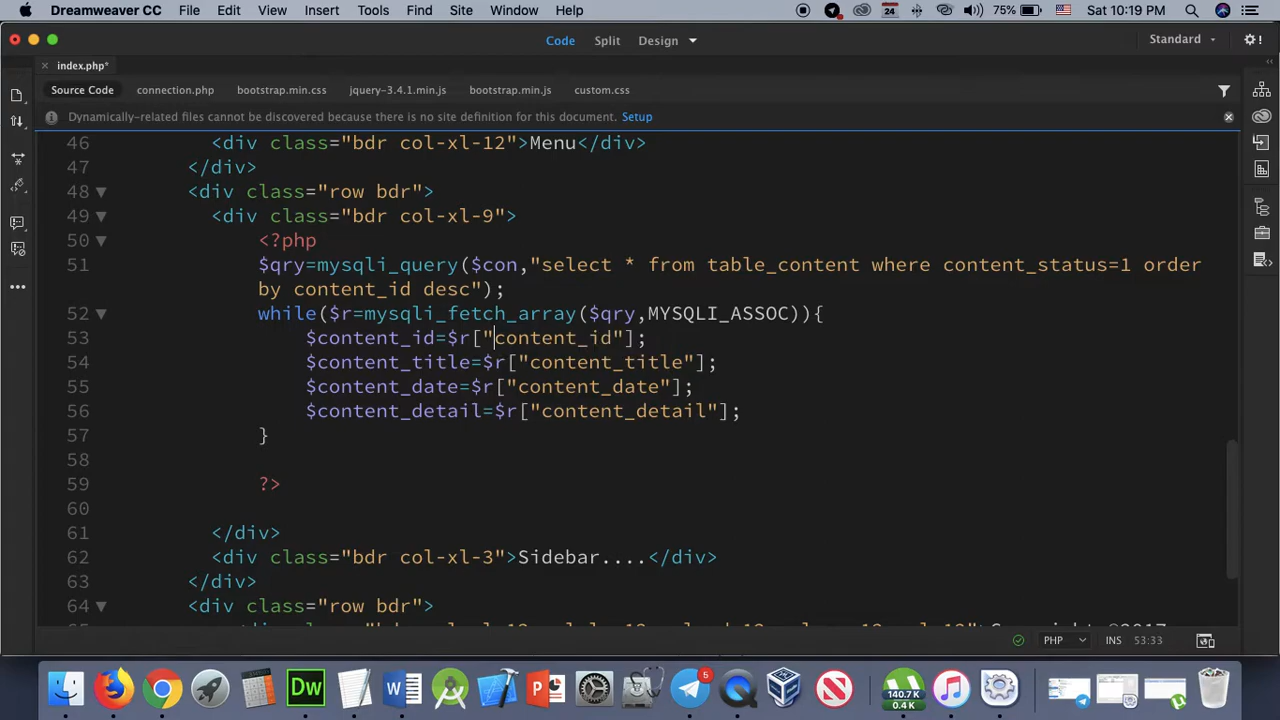 Dreamweaver CC File Edit View Insert Tools Find Site Window Help 24 75% Sat 10:19 PM
Code Split Design Standard
index.php*
Source Code connection.php bootstrap.min.css jquery-3.4.1.min.js bootstrap.min.js custom.css
Dynamically-related files cannot be discovered because there is no site definition for this document. Setup
46 <div class="bdr col-xl-12">Menu</div>
47 </div>
48 <div class="row bdr">
49 <div class="bdr col-xl-9">
50 <?php
51 $qry=mysqli_query($con,"select * from table_content where content_status=1 order
by content_id desc");
52 while($r=mysqli_fetch_array($qry,MYSQLI_ASSOC)){
53 $content_id=$r["content_id"];
54 $content_title=$r["content_title"];
55 $content_date=$r["content_date"];
56 $content_detail=$r["content_detail"];
57 }
58
59 ?>
60
61 </div>
62 <div class="bdr col-xl-3">Sidebar....</div>
63 </div>
64 <div class="row bdr">
PHP INS 53:33
Dw W P 5 140.7 K 0.4 K